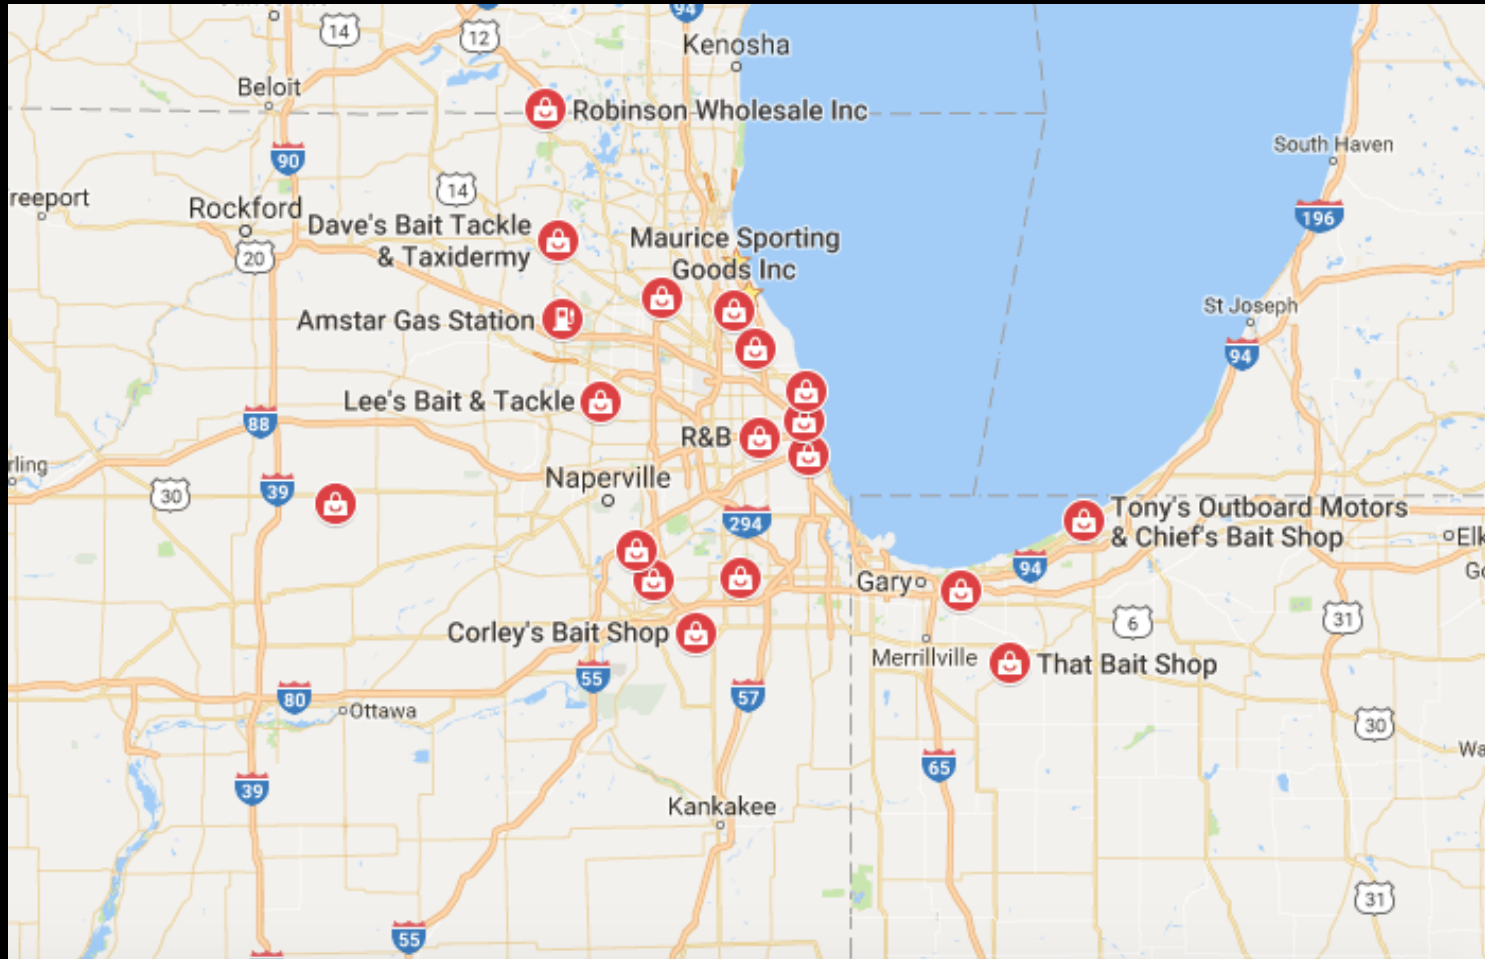 94
14
12
Kenosha
Beloit
Robinson Wholesale Inc
90
South Haven
14
reeport
Rockford
196
Dave's Bait Tackle
& Taxidermy
Maurice Sporting
Goods Inc
20
St Joseph
Amstar Gas Station
94
Lee's Bait & Tackle
88
R&B
rling
Naperville
30
39
294
Tony's Outboard Motors
& Chief's Bait Shop
Elk
94
Gary
Go
6
31
Corley's Bait Shop
Merrillville
That Bait Shop
55
57
80
Ottawa
30
Wa
65
39
Kankakee
31
55